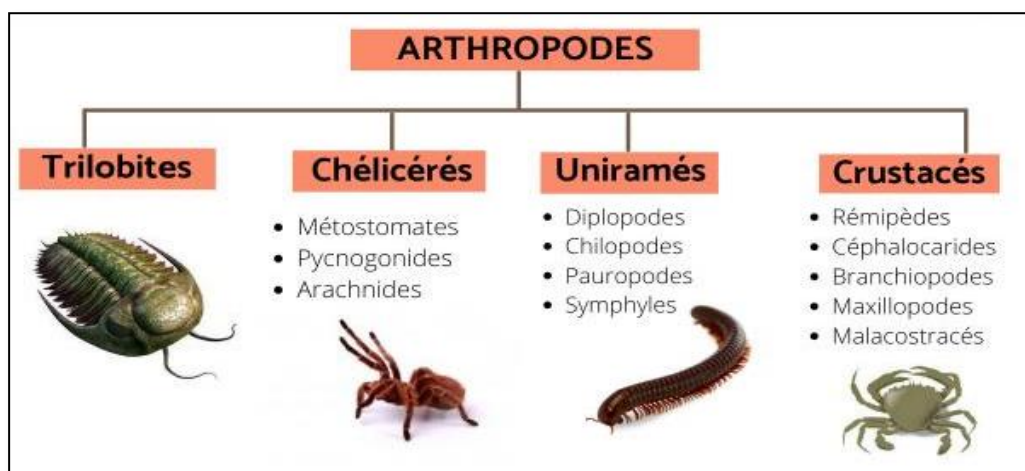 ARTHROPODES
Trilobites
Chélicérés
• Métostomates
• Pycnogonides
• Arachnides
Uniramés
• Diplopodes
• Chilopodes
• Pauropodes
• Symphyles
Crustacés
• Rémipèdes
• Céphalocarides
• Branchiopodes
• Maxillopodes
• Malacostracés